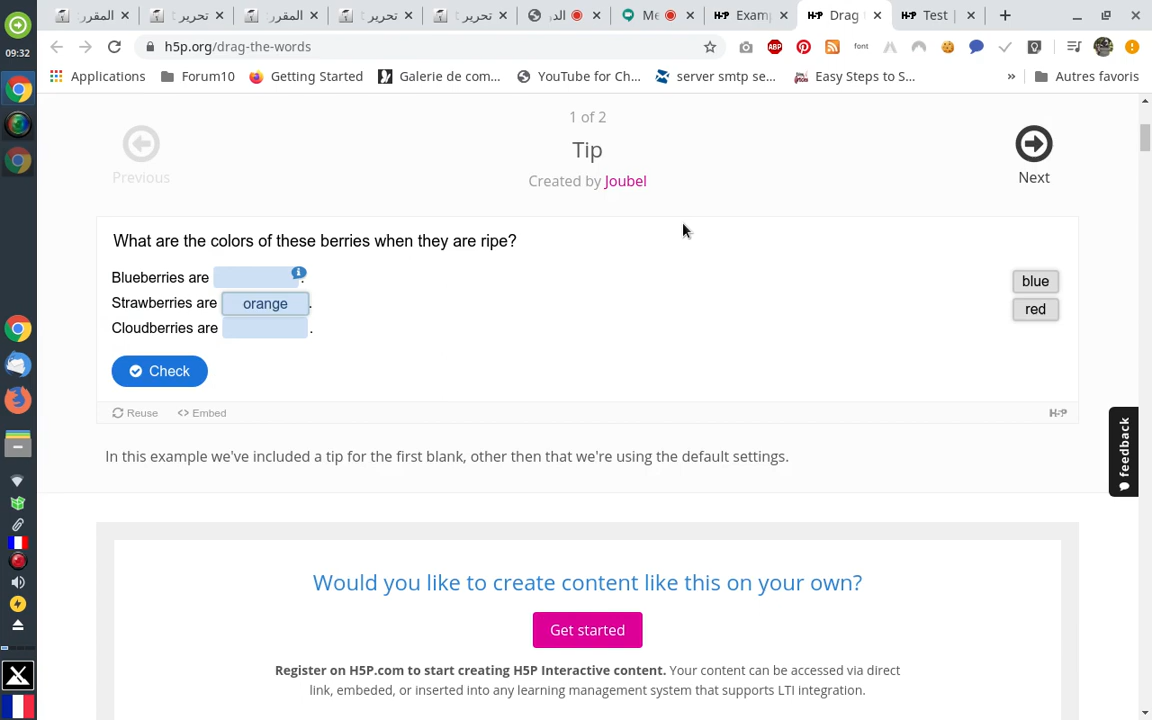 المقرر
تحرير
المقرر
تحرير
تحرير
الد
Me
H-P Examp
H-P Drag
H-P Test
09:32
h5p.org/drag-the-words
ABP
font
Applications
Forum10
Getting Started
Galerie de com...
YouTube for Ch...
server smtp se...
Easy Steps to S...
»
Autres favoris
1 of 2
Tip
Created by Joubel
Previous
Next
What are the colors of these berries when they are ripe?
Blueberries are .
Strawberries are orange .
Cloudberries are .
blue
red
Check
Reuse
<> Embed
H-P
feedback
In this example we've included a tip for the first blank, other then that we're using the default settings.
Would you like to create content like this on your own?
Get started
Register on H5P.com to start creating H5P Interactive content. Your content can be accessed via direct
link, embeded, or inserted into any learning management system that supports LTI integration.